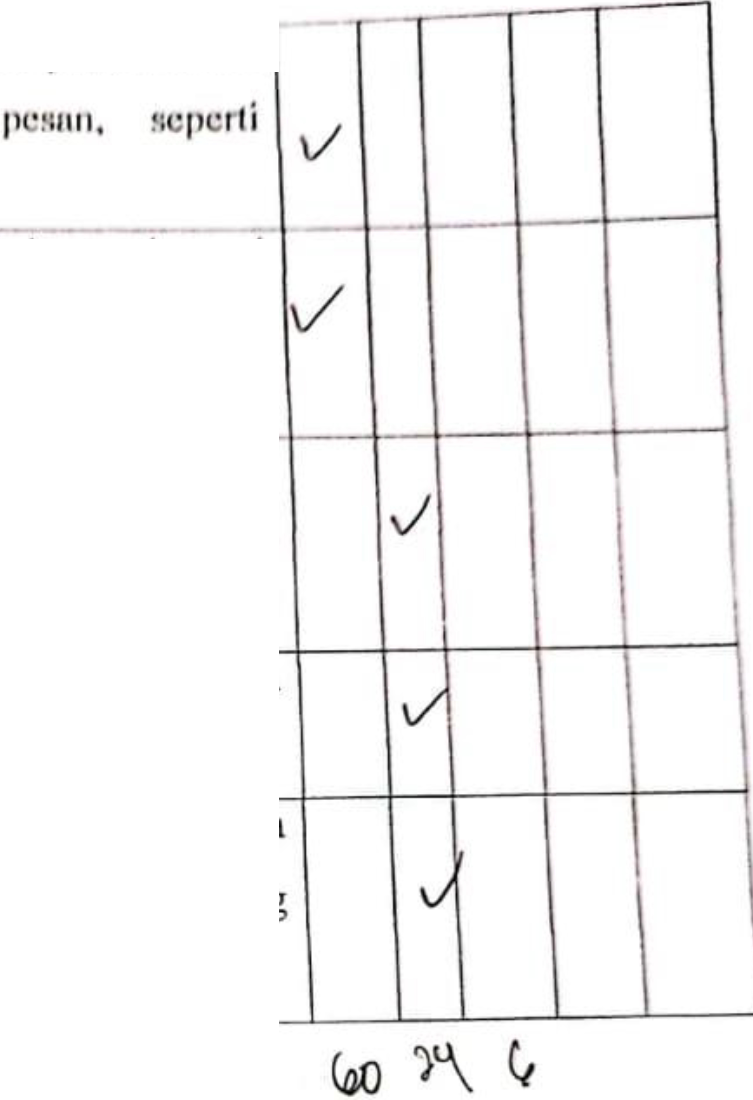 pesan, seperti
✓
✓
✓
✓
✓
g
60 24 6